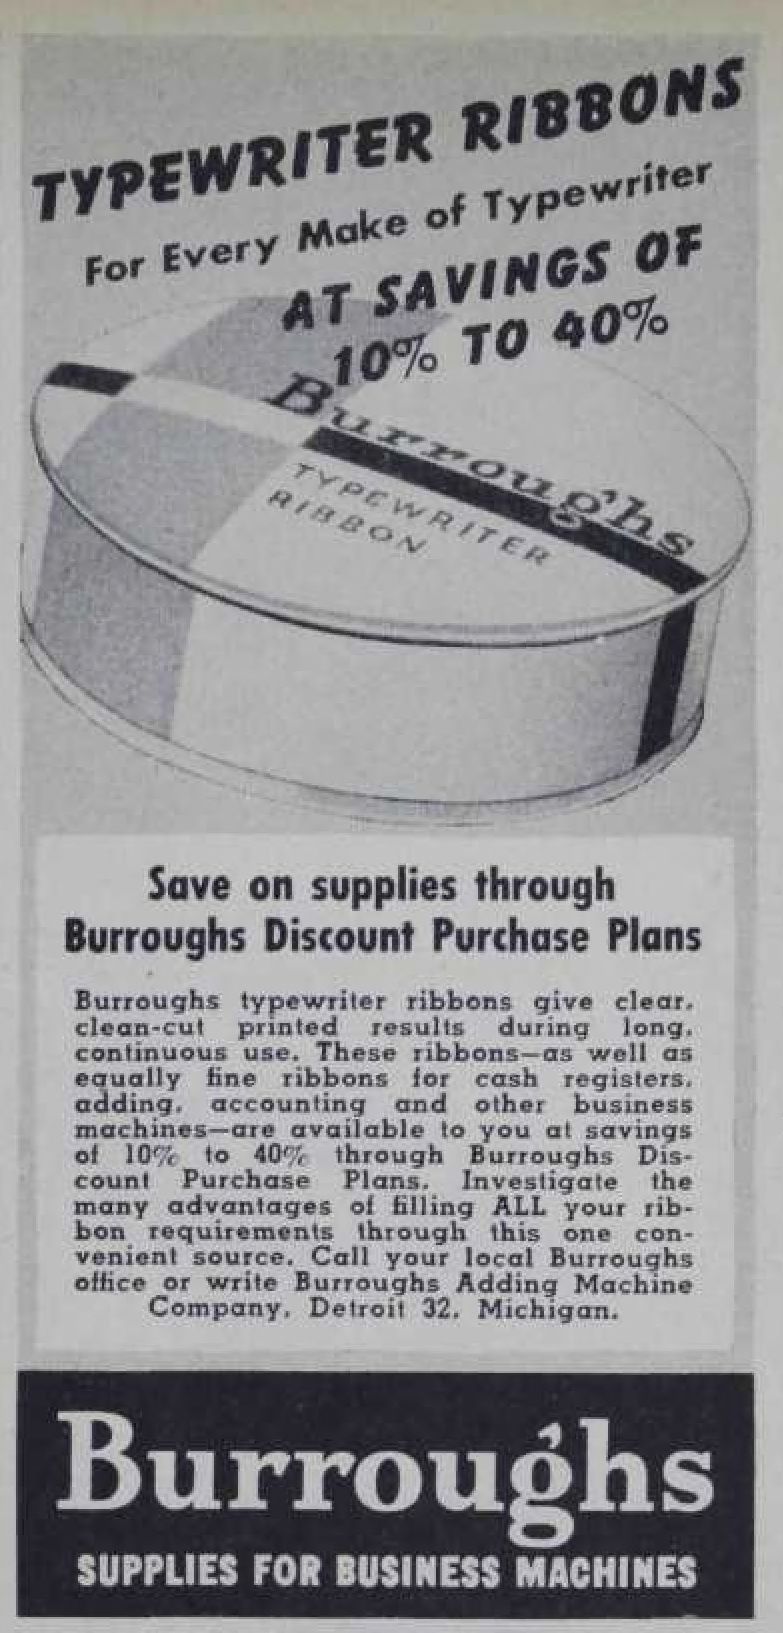 TYPEWRITER RIBBONS
For Every Make of Typewriter
AT SAVINGS OF
10% TO 40%
Burroughs
TYPEWRITER
RIBBON
Save on supplies through
Burroughs Discount Purchase Plans
Burroughs typewriter ribbons give clear,
clean-cut printed results during long,
continuous use. These ribbons—as well as
equally fine ribbons for cash registers,
adding, accounting and other business
machines—are available to you at savings
of 10% to 40% through Burroughs Dis-
count Purchase Plans. Investigate the
many advantages of filling ALL your rib-
bon requirements through this one con-
venient source. Call your local Burroughs
office or write Burroughs Adding Machine
Company, Detroit 32, Michigan.
Burroughs
SUPPLIES FOR BUSINESS MACHINES